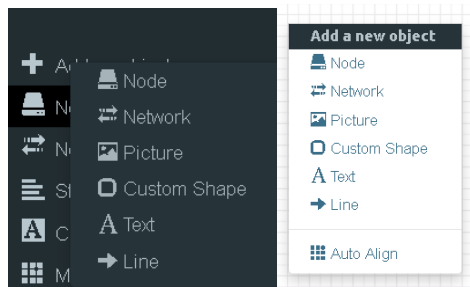 Node
Network
Picture
Custom Shape
Text
Line
Add a new object
Node
Network
Picture
Custom Shape
Text
Line
Auto Align